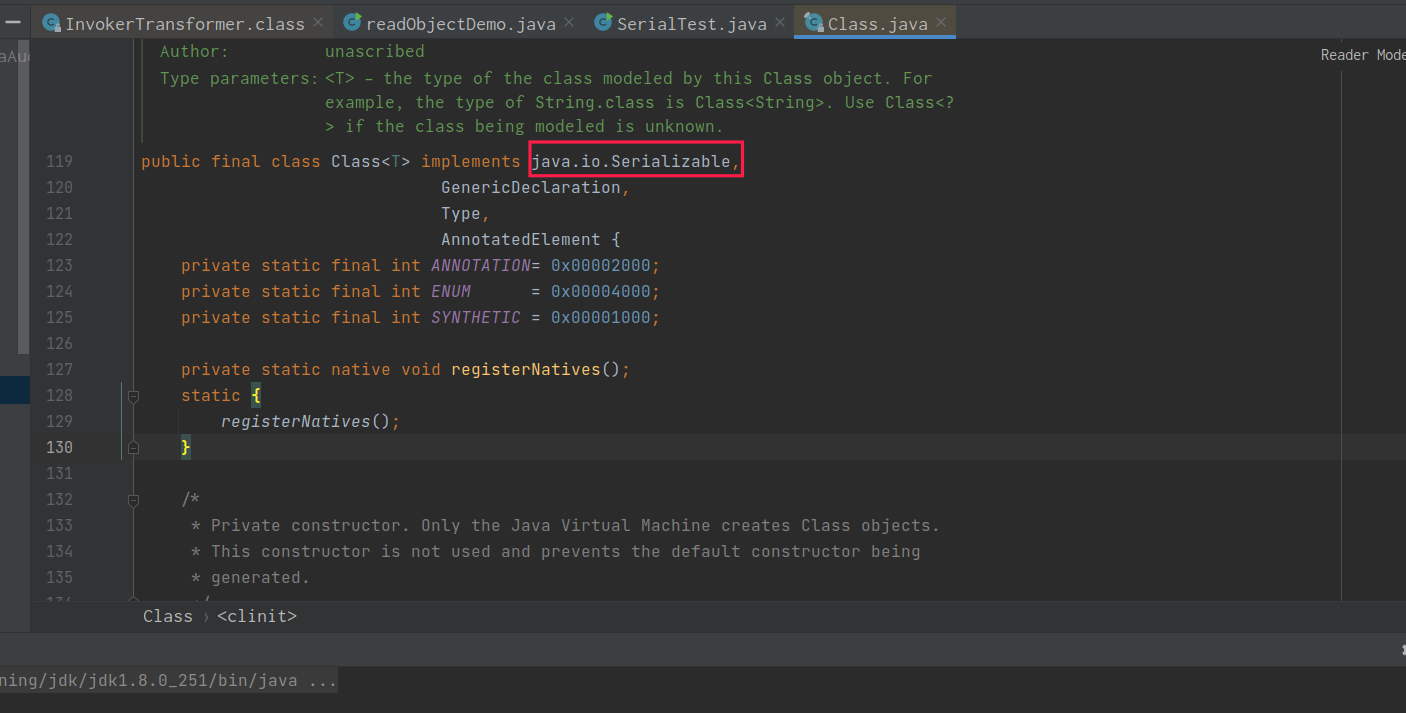 InvokerTransformer.class readObjectDemo.java SerialTest.java Class.java
Reader Mode
Author: unascribed
Type parameters: <T> – the type of the class modeled by this Class object. For
example, the type of String.class is Class<String>. Use Class<?
> if the class being modeled is unknown.
119 public final class Class<T> implements java.io.Serializable,
120 GenericDeclaration,
121 Type,
122 AnnotatedElement {
123 private static final int ANNOTATION= 0x00002000;
124 private static final int ENUM      = 0x00004000;
125 private static final int SYNTHETIC = 0x00001000;
126
127 private static native void registerNatives();
128 static {
129 registerNatives();
130 }
131
132 /*
133 * Private constructor. Only the Java Virtual Machine creates Class objects.
134 * This constructor is not used and prevents the default constructor being
135 * generated.
Class › <clinit>
ning/jdk/jdk1.8.0_251/bin/java ...